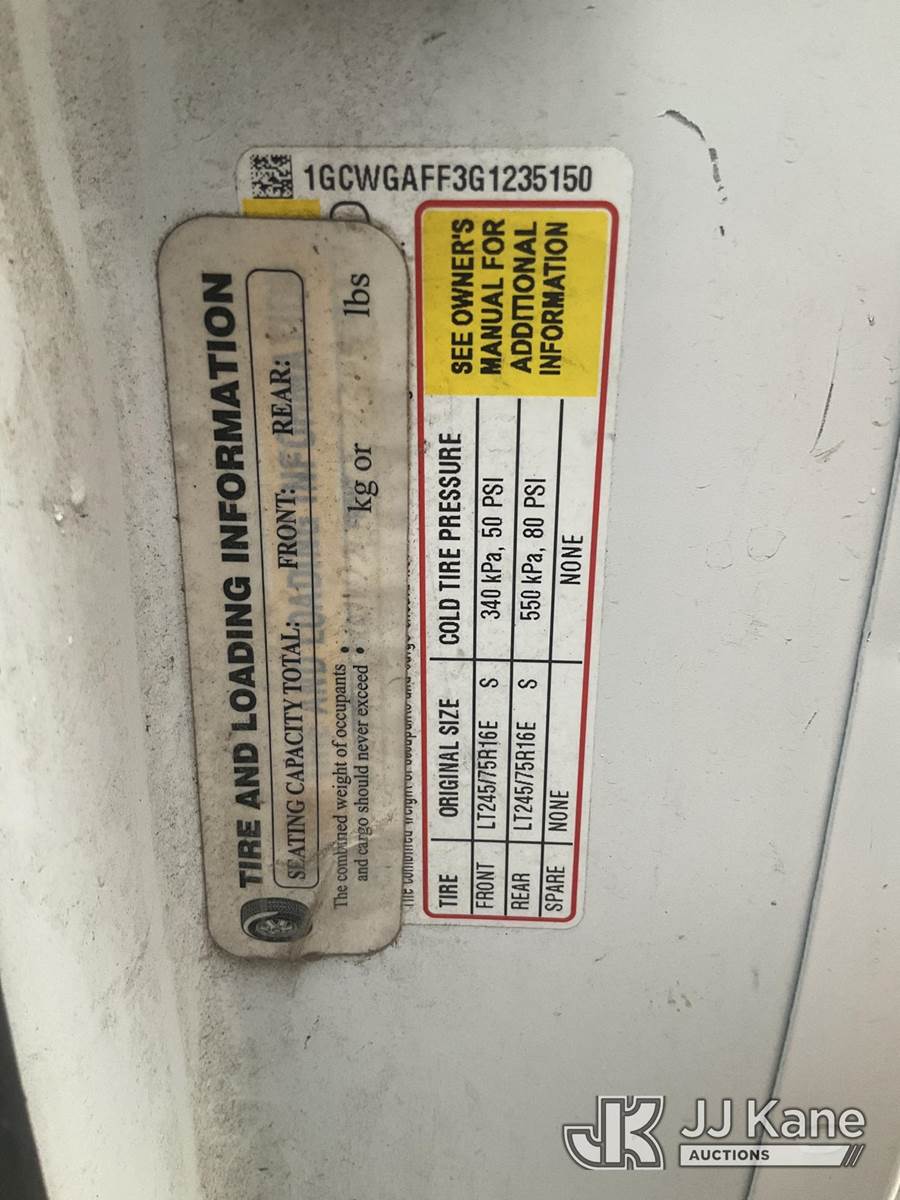 1GCWGAFF3G1235150
TIRE AND LOADING INFORMATION
SEATING CAPACITY TOTAL: FRONT: REAR:
The combined weight of occupants
and cargo should never exceed kg or lbs
SEE OWNER'S
MANUAL FOR
ADDITIONAL
INFORMATION
TIRE ORIGINAL SIZE COLD TIRE PRESSURE
FRONT LT245/75R16E S 340 kPa, 50 PSI
REAR LT245/75R16E S 550 kPa, 80 PSI
SPARE NONE NONE
JK JJ Kane
AUCTIONS